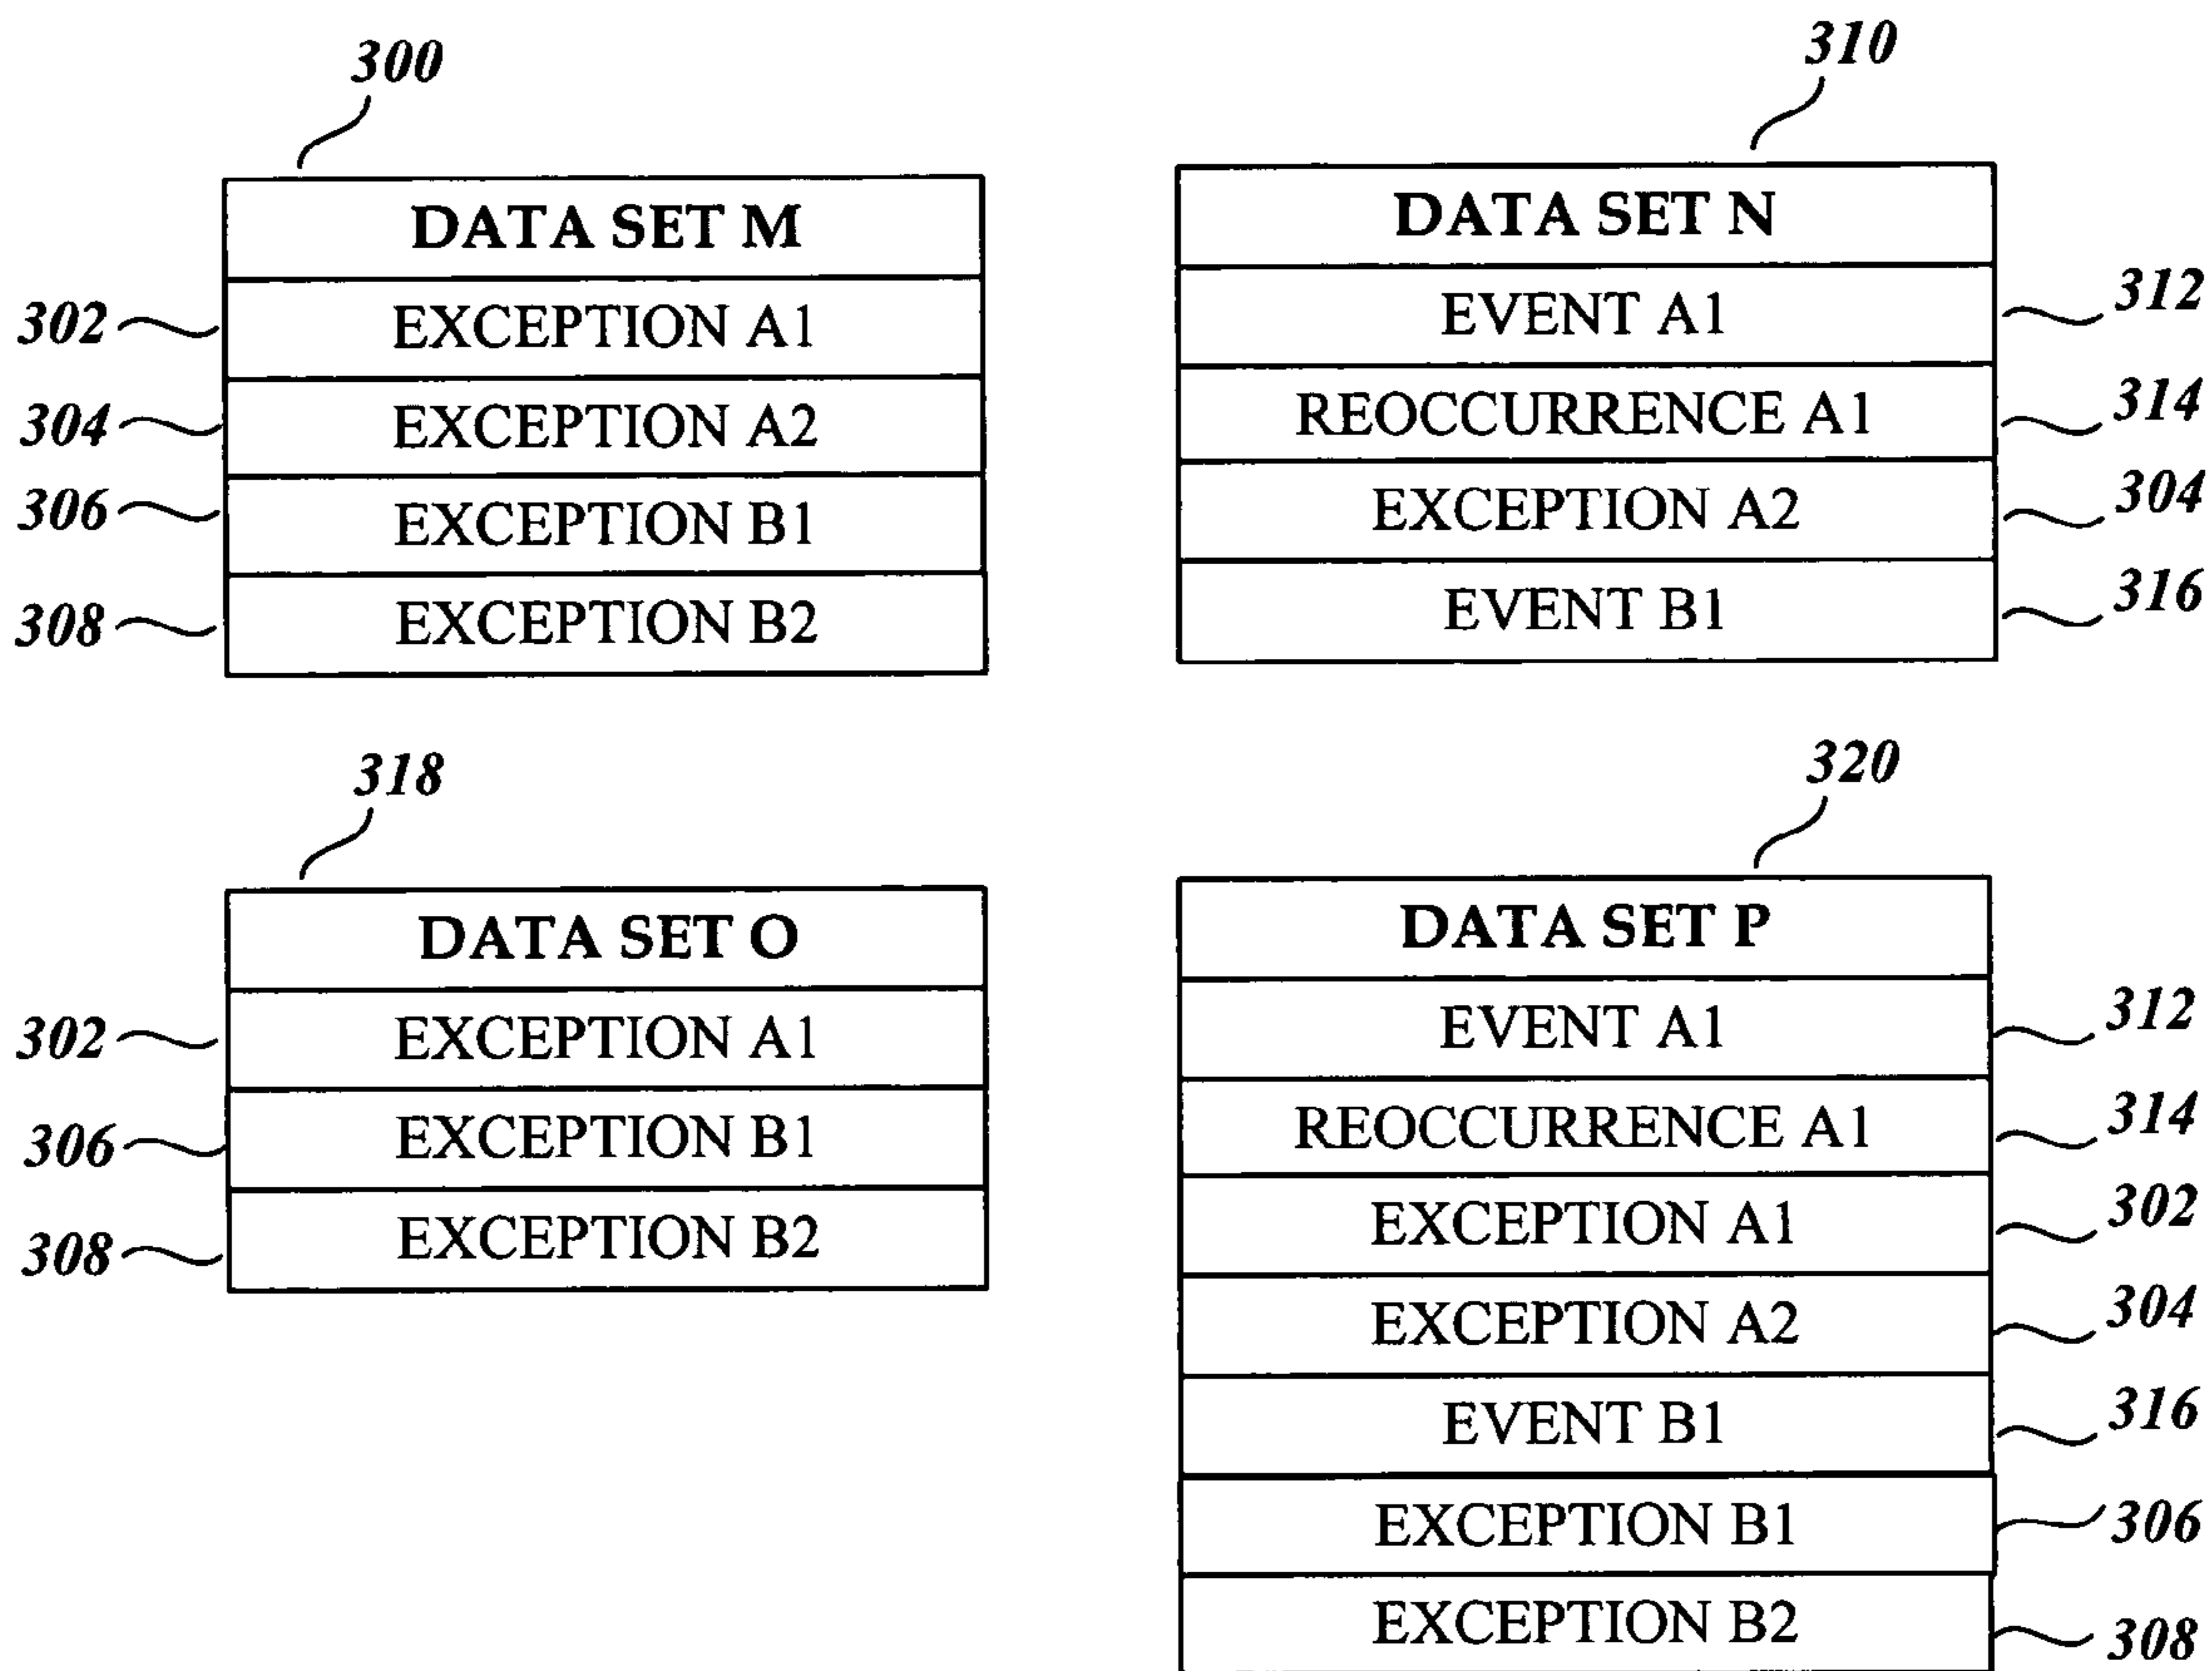 300
DATA SET M
302 EXCEPTION A1
304 EXCEPTION A2
306 EXCEPTION B1
308 EXCEPTION B2
310
DATA SET N
EVENT A1 312
REOCCURRENCE A1 314
EXCEPTION A2 304
EVENT B1 316
318
DATA SET O
302 EXCEPTION A1
306 EXCEPTION B1
308 EXCEPTION B2
320
DATA SET P
EVENT A1 312
REOCCURRENCE A1 314
EXCEPTION A1 302
EXCEPTION A2 304
EVENT B1 316
EXCEPTION B1 306
EXCEPTION B2 308